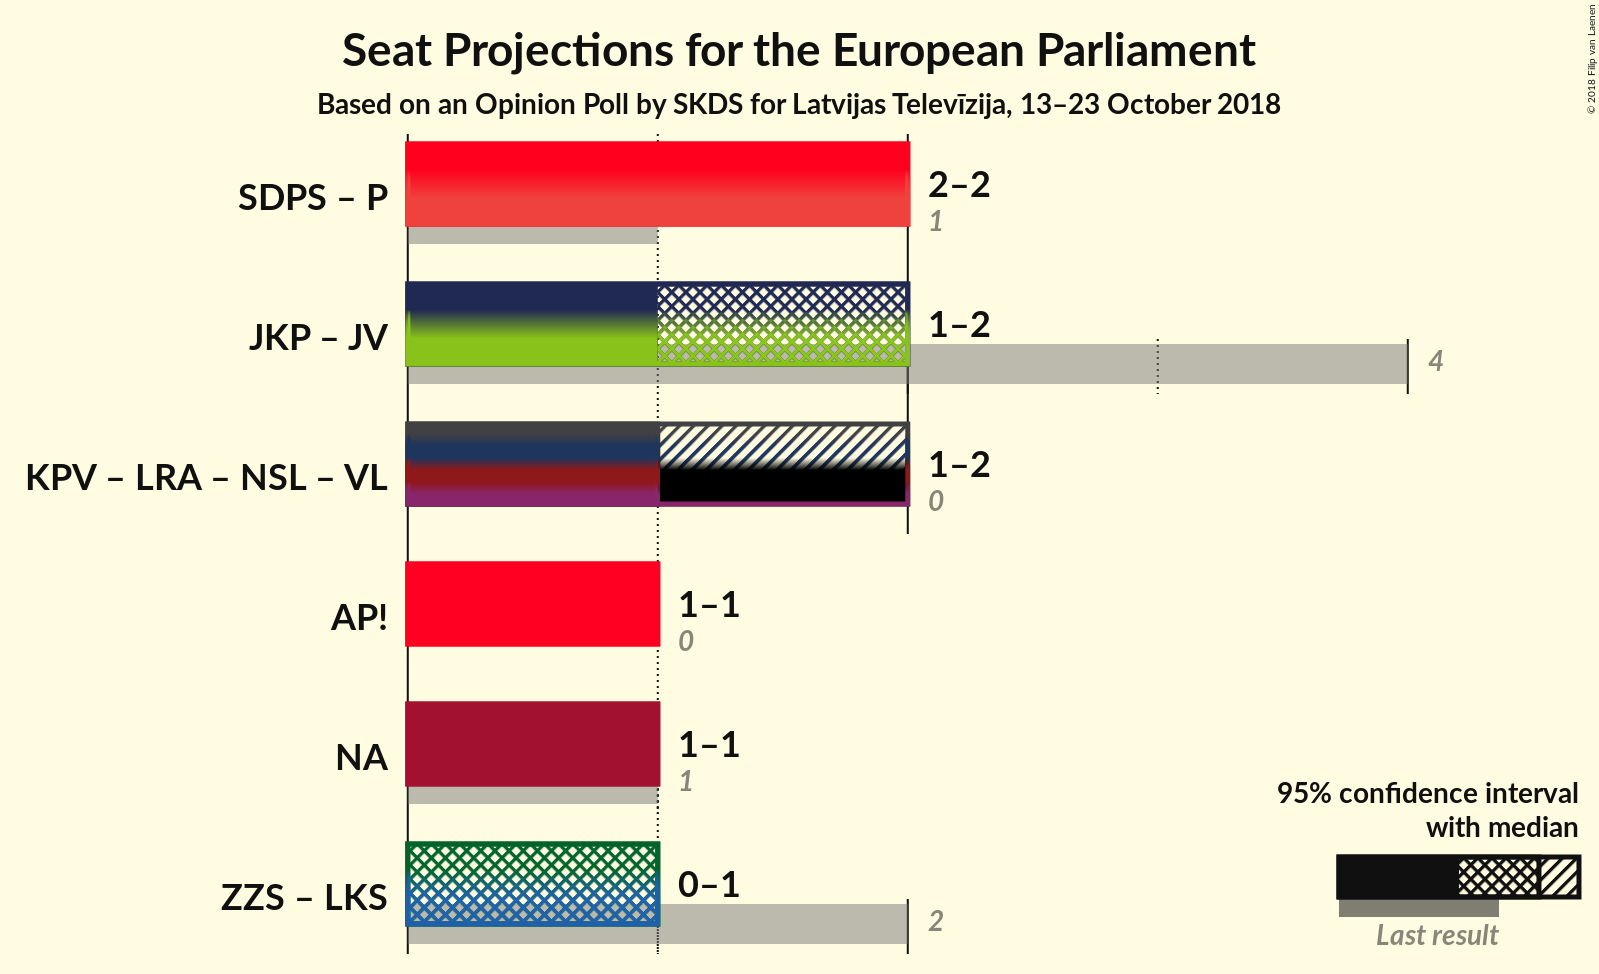 Seat Projections for the European Parliament
Based on an Opinion Poll by SKDS for Latvijas Televīzija, 13–23 October 2018
© 2018 Filip van Laenen
SDPS – P
2–2
1
JKP – JV
1–2
4
KPV – LRA – NSL – VL
1–2
0
AP!
1–1
0
NA
1–1
1
ZZS – LKS
0–1
2
95% confidence interval
with median
Last result